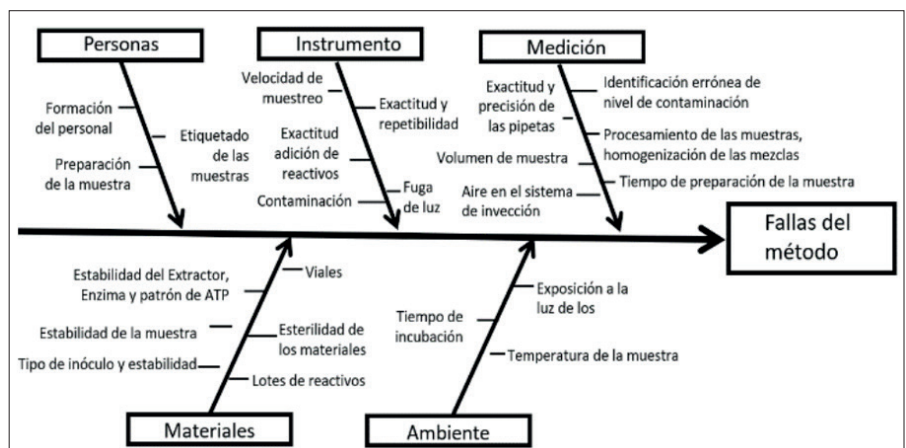 Personas
Instrumento
Medición
Formación
del personal
Preparación
de la muestra
Etiquetado
de las
muestras
Velocidad de
muestreo
Exactitud
adición de
reactivos
Contaminación
Exactitud y
repetibilidad
Fuga
de luz
Exactitud y
precisión de
las pipetas
Volumen de muestra
Aire en el sistema
de invección
Identificación errónea de
nivel de contaminación
Procesamiento de las muestras,
homogenización de las mezclas
Tiempo de preparación de la muestra
Fallas del
método
Estabilidad del Extractor,
Enzima y patrón de ATP
Estabilidad de la muestra
Tipo de inóculo y estabilidad
Viales
Esterilidad de
los materiales
Lotes de reactivos
Tiempo de
incubación
Exposición a la
luz de los
Temperatura de la muestra
Materiales
Ambiente